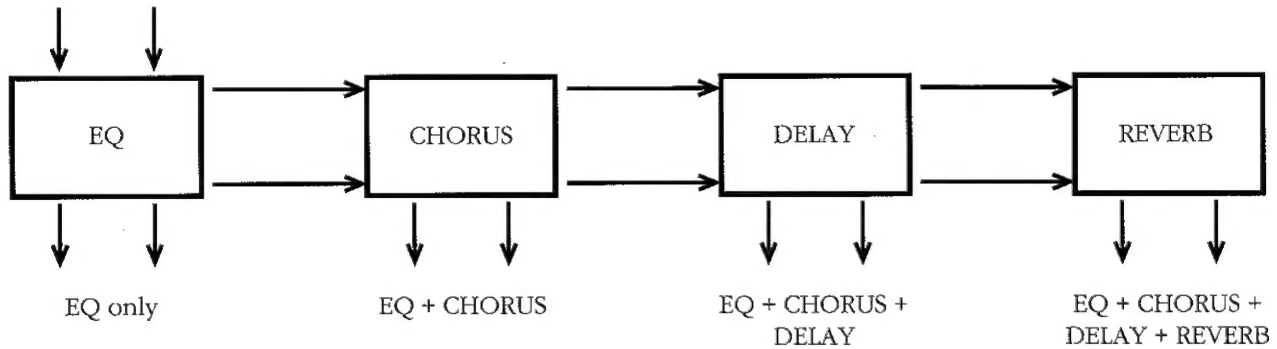 EQ
CHORUS
DELAY
REVERB
EQ only
EQ + CHORUS
EQ + CHORUS +
DELAY
EQ + CHORUS +
DELAY + REVERB